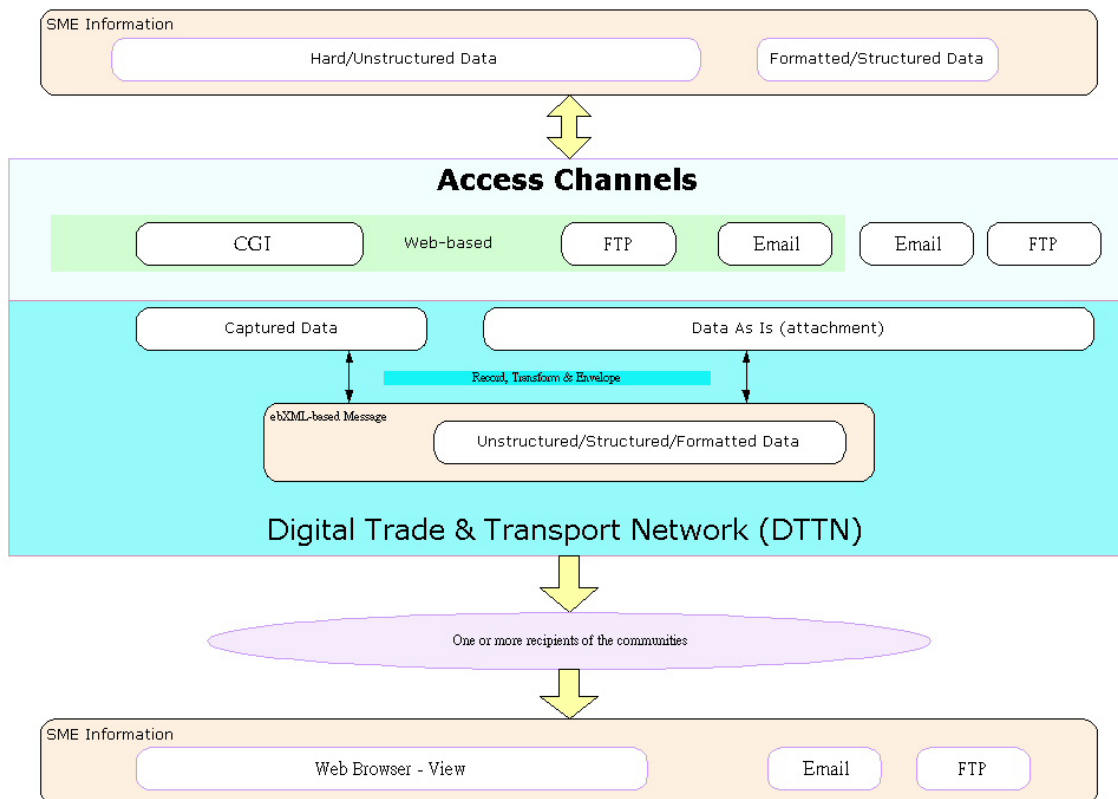 SME Information
Hard/Unstructured Data
Formatted/Structured Data
Access Channels
CGI
Web-based
FTP
Email
Email
FTP
Captured Data
Data As Is (attachment)
Record, Transform & Envelope
ebXML-based Message
Unstructured/Structured/Formatted Data
Digital Trade & Transport Network (DTTN)
One or more recipients of the communities
SME Information
Web Browser - View
Email
FTP